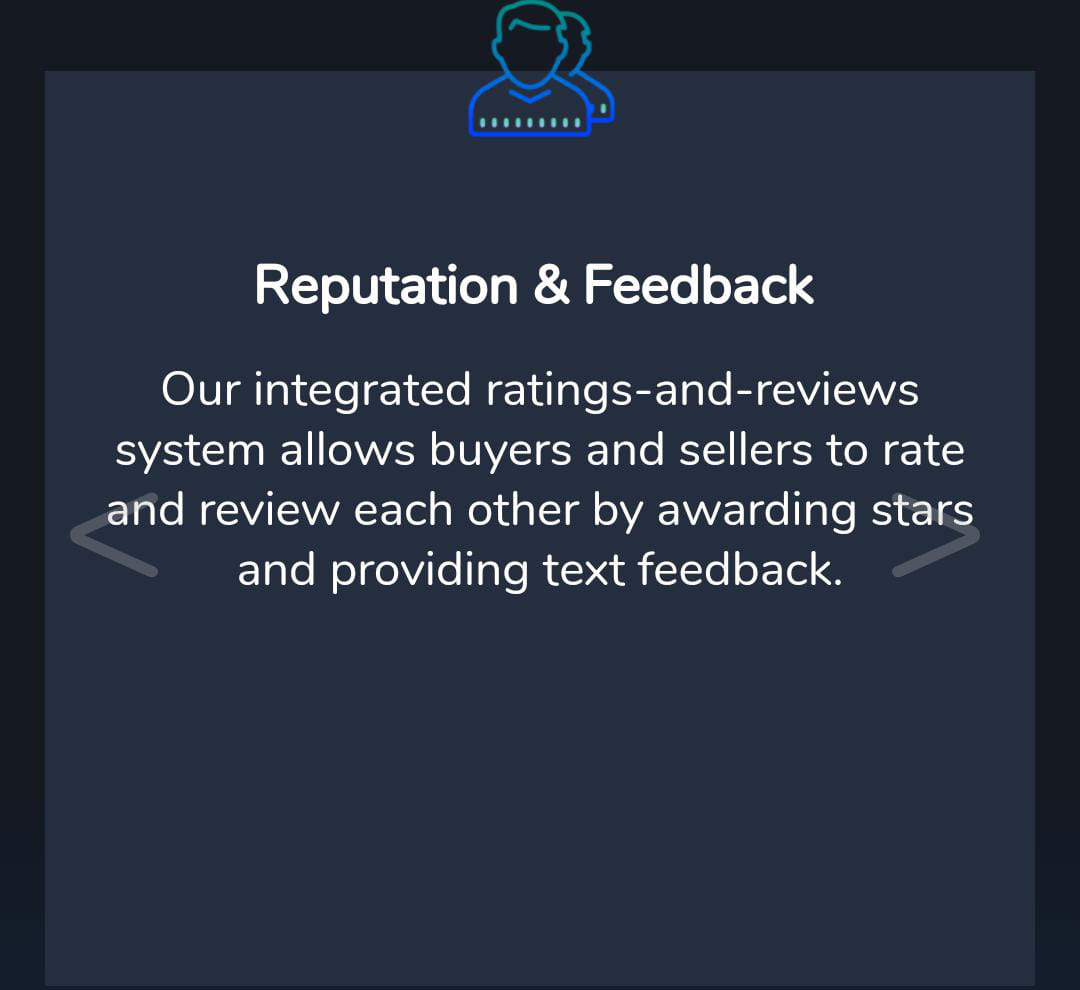 Reputation & Feedback
Our integrated ratings-and-reviews
system allows buyers and sellers to rate
and review each other by awarding stars
and providing text feedback.